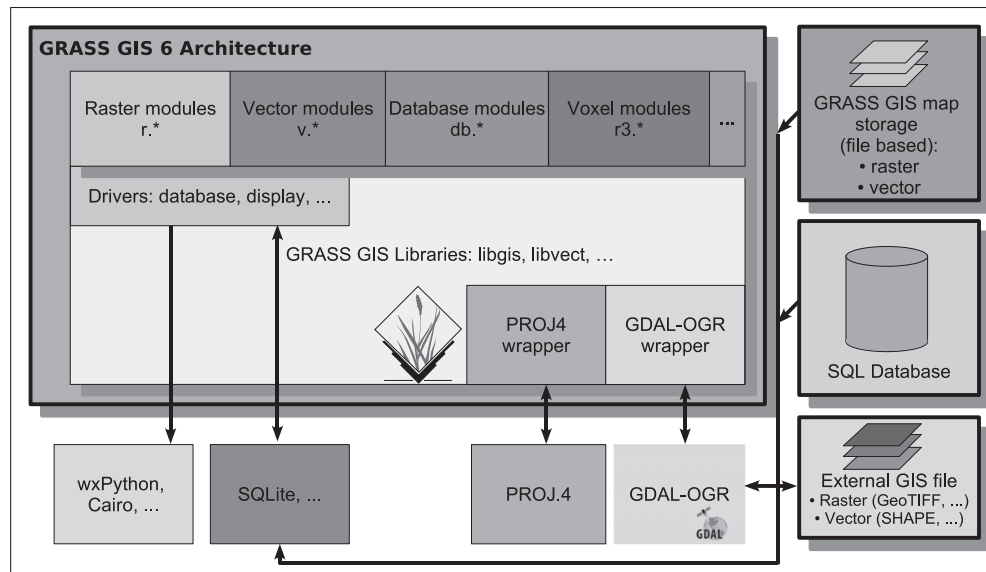 GRASS GIS 6 Architecture
Raster modules
r.*
Vector modules
v.*
Database modules
db.*
Voxel modules
r3.*
...
Drivers: database, display, ...
GRASS GIS Libraries: libgis, libvect, ...
PROJ4
wrapper
GDAL-OGR
wrapper
wxPython,
Cairo, ...
SQLite, ...
PROJ.4
GDAL-OGR
GDAL
GRASS GIS map
storage
(file based):
• raster
• vector
SQL Database
External GIS file
• Raster (GeoTIFF, ...)
• Vector (SHAPE, ...)